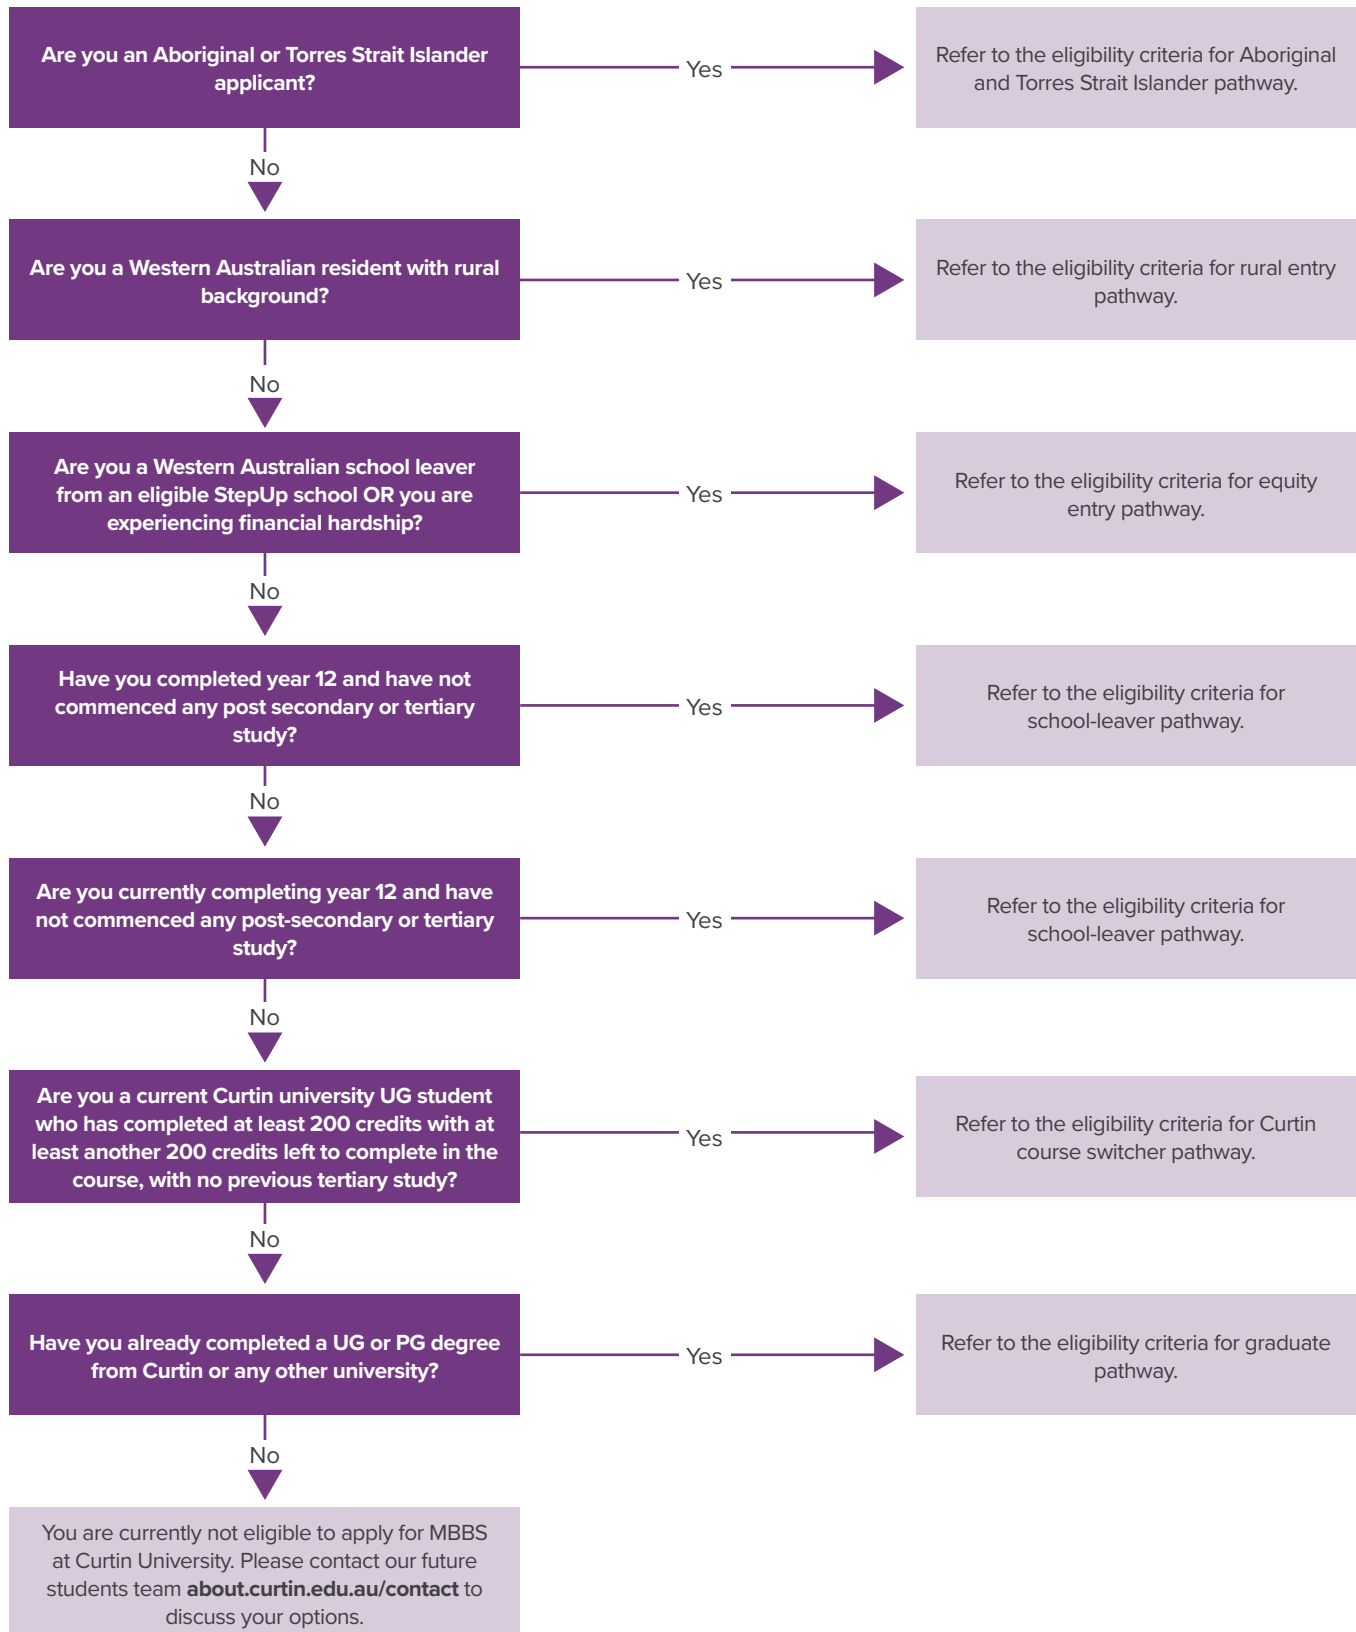 Are you an Aboriginal or Torres Strait Islander
applicant?
Yes
Refer to the eligibility criteria for Aboriginal
and Torres Strait Islander pathway.
No
Are you a Western Australian resident with rural
background?
Yes
Refer to the eligibility criteria for rural entry
pathway.
No
Are you a Western Australian school leaver
from an eligible StepUp school OR you are
experiencing financial hardship?
Yes
Refer to the eligibility criteria for equity
entry pathway.
No
Have you completed year 12 and have not
commenced any post secondary or tertiary
study?
Yes
Refer to the eligibility criteria for
school-leaver pathway.
No
Are you currently completing year 12 and have
not commenced any post-secondary or tertiary
study?
Yes
Refer to the eligibility criteria for
school-leaver pathway.
No
Are you a current Curtin university UG student
who has completed at least 200 credits with at
least another 200 credits left to complete in the
course, with no previous tertiary study?
Yes
Refer to the eligibility criteria for Curtin
course switcher pathway.
No
Have you already completed a UG or PG degree
from Curtin or any other university?
Yes
Refer to the eligibility criteria for graduate
pathway.
No
You are currently not eligible to apply for MBBS
at Curtin University. Please contact our future
students team about.curtin.edu.au/contact to
discuss your options.